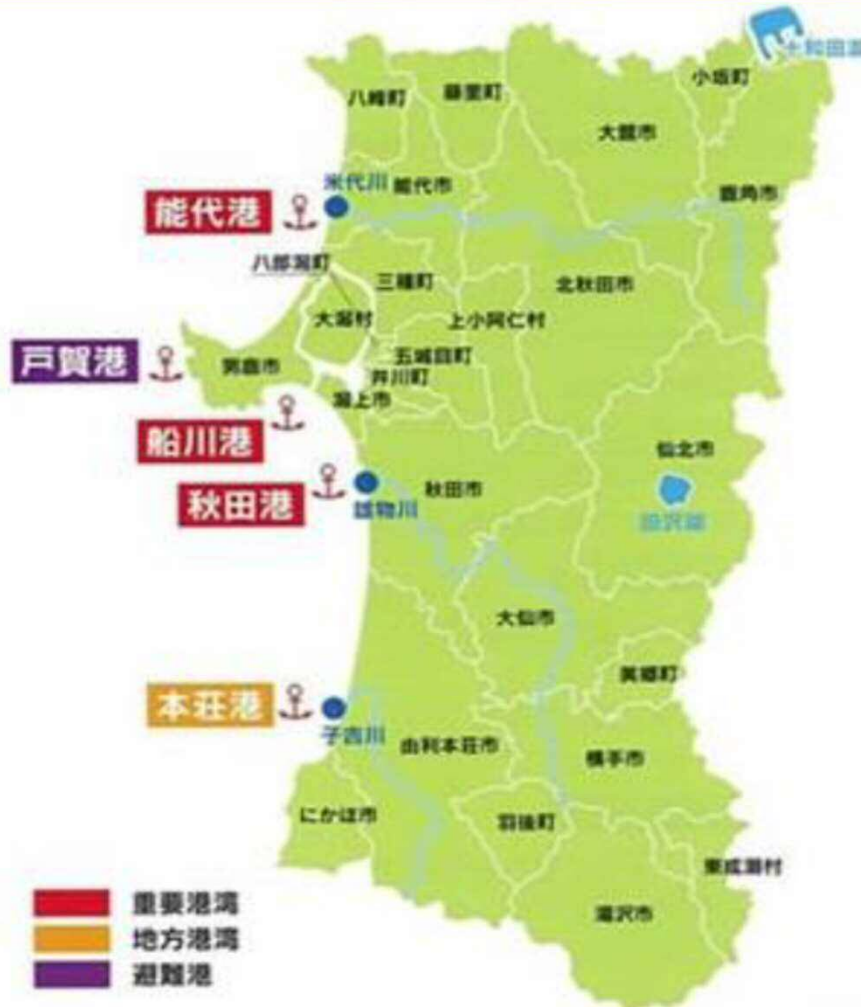 十和田湖
小坂町
八峰町
藤里町
大館市
鹿角市
米代川
能代市
能代港
八郎潟町
三種町
北秋田市
大潟村
上小阿仁村
五城目町
井川町
戸賀港
男鹿市
潟上市
船川港
仙北市
秋田市
秋田港
雄物川
田沢湖
大仙市
美郷町
本荘港
子吉川
由利本荘市
横手市
にかほ市
羽後町
東成瀬村
湯沢市
重要港湾
地方港湾
避難港